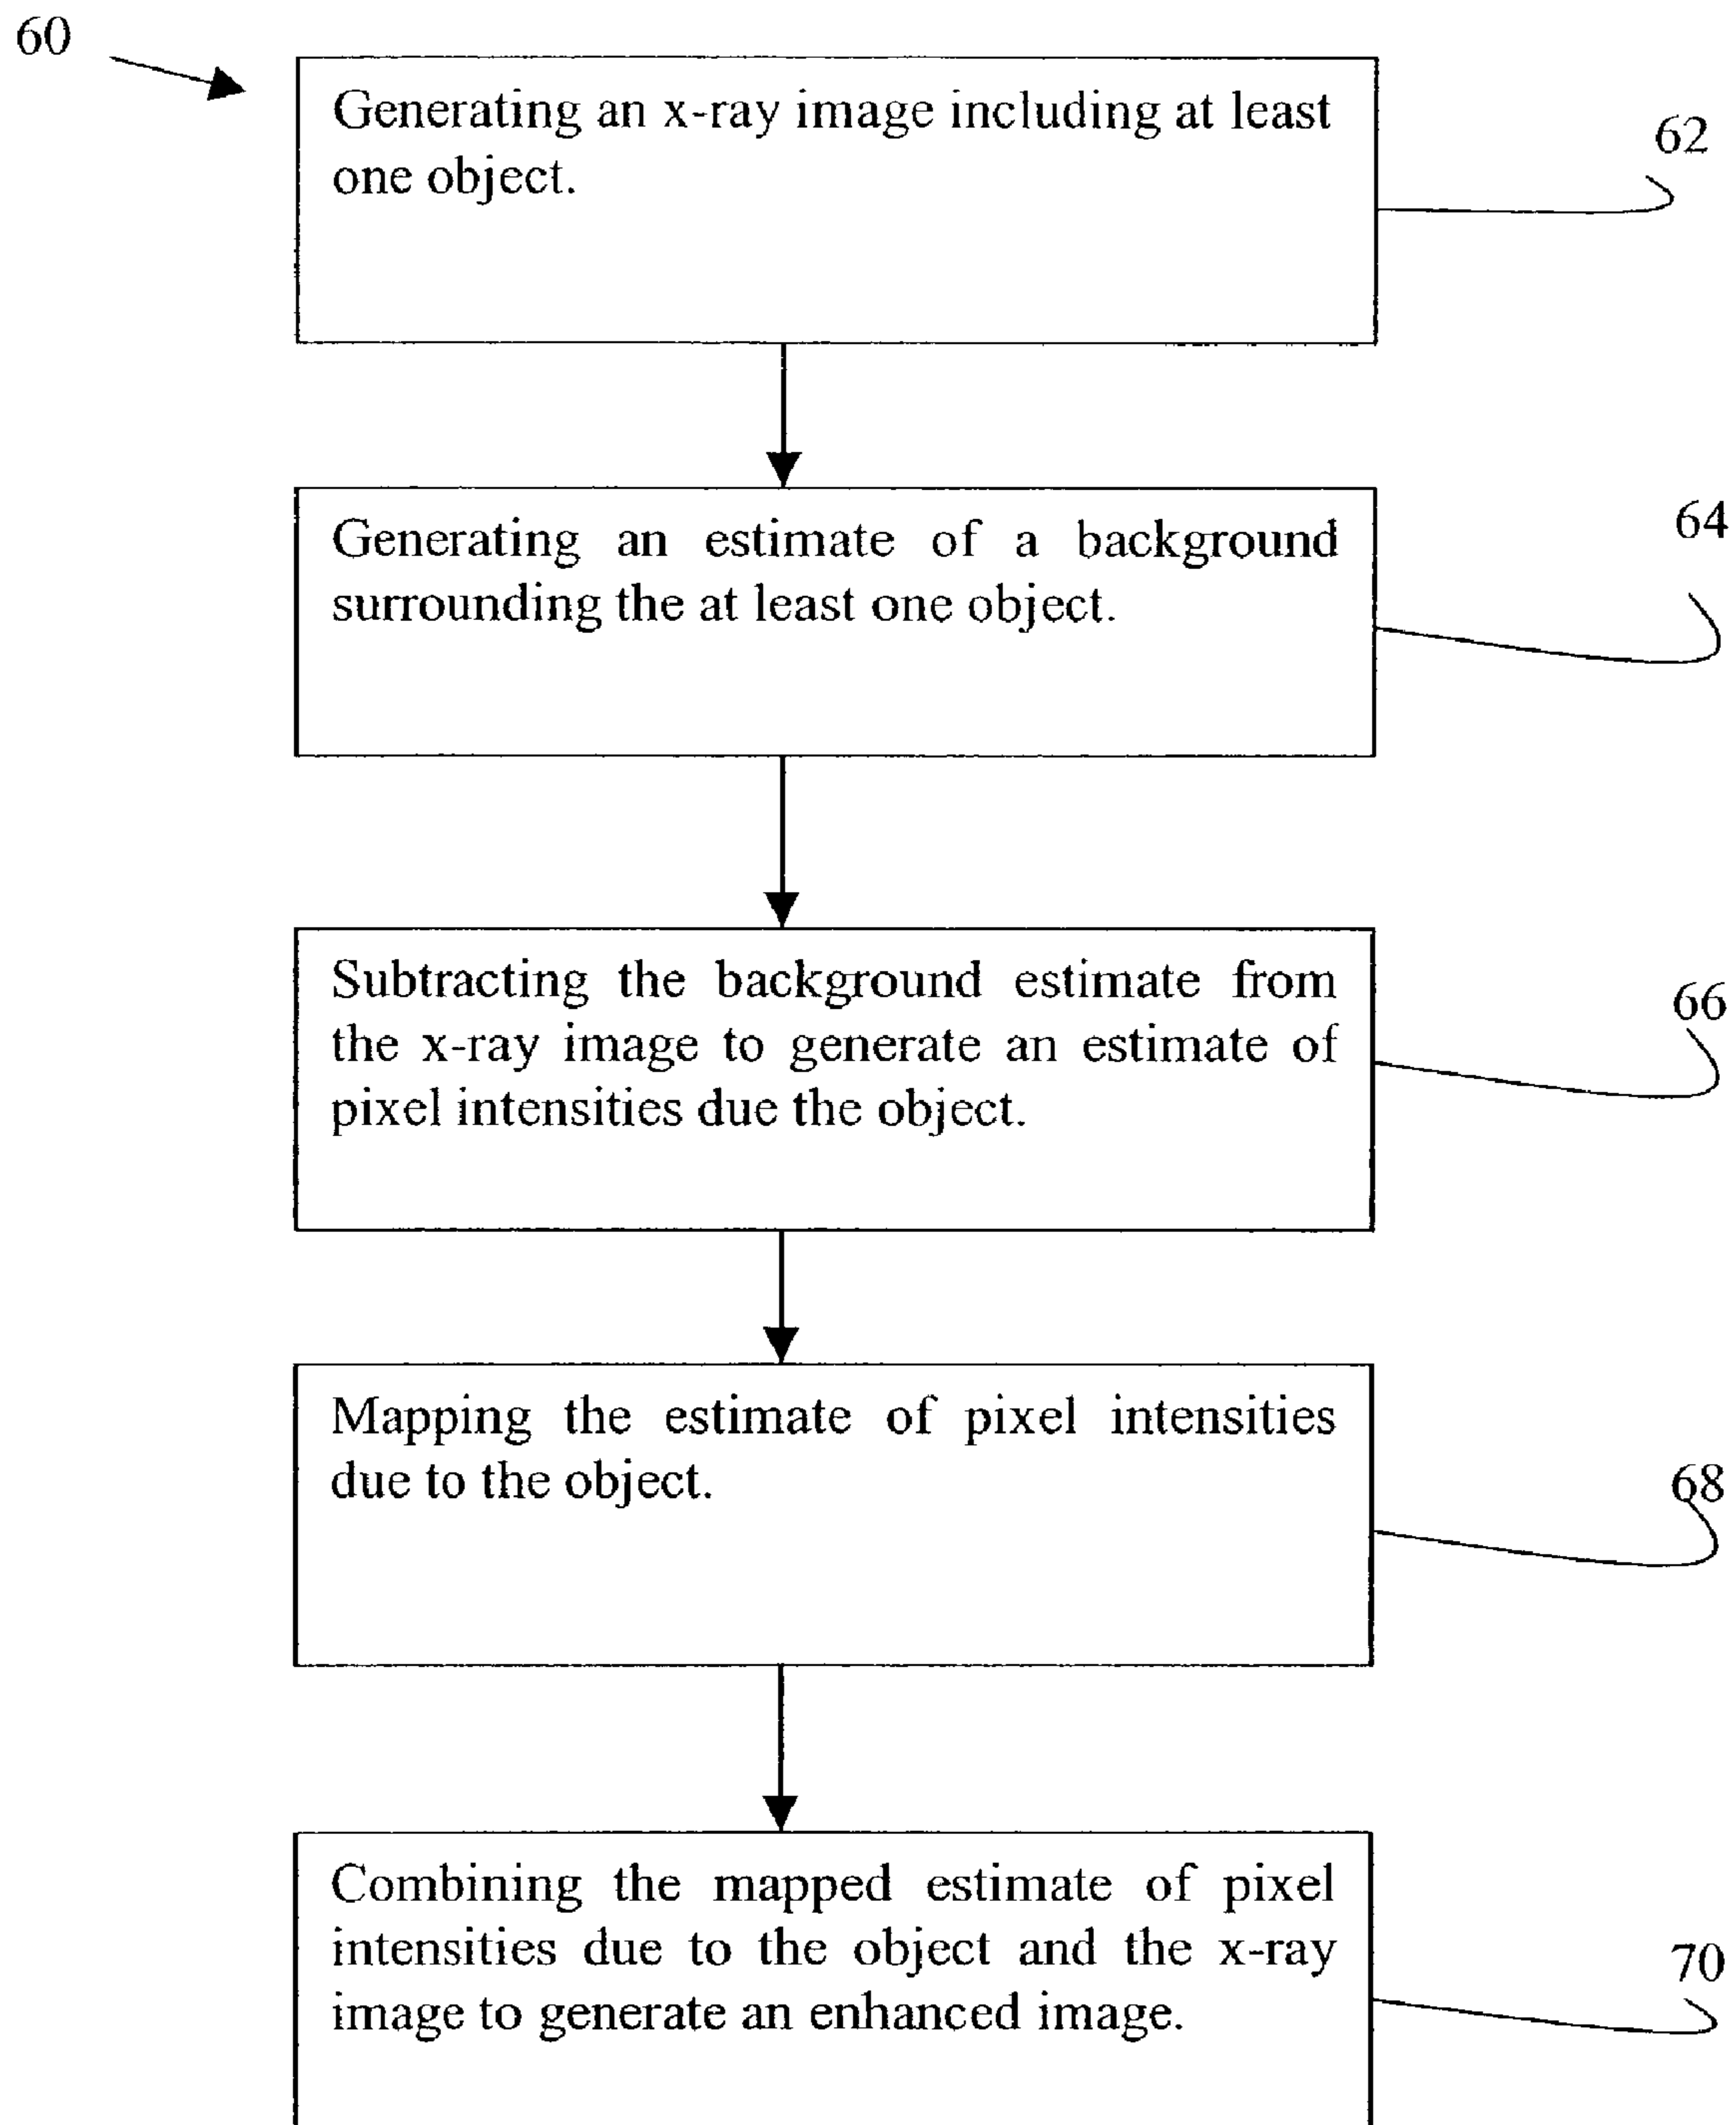 60
Generating an x-ray image including at least
one object.
62
Generating an estimate of a background
surrounding the at least one object.
64
Subtracting the background estimate from
the x-ray image to generate an estimate of
pixel intensities due the object.
66
Mapping the estimate of pixel intensities
due to the object.
68
Combining the mapped estimate of pixel
intensities due to the object and the x-ray
image to generate an enhanced image.
70